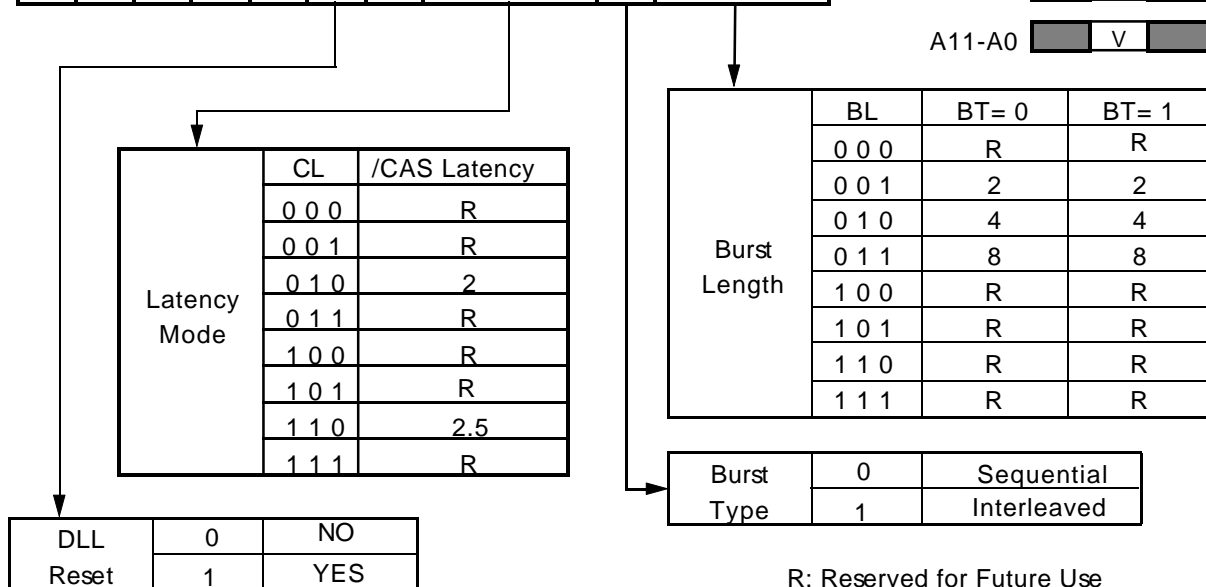 A11-A0 V
CL /CAS Latency
0 0 0 R
0 0 1 R
0 1 0 2
Latency Mode
0 1 1 R
1 0 0 R
1 0 1 R
1 1 0 2.5
1 1 1 R
BL BT= 0 BT= 1
0 0 0 R R
0 0 1 2 2
0 1 0 4 4
Burst Length
0 1 1 8 8
1 0 0 R R
1 0 1 R R
1 1 0 R R
1 1 1 R R
Burst Type
0 Sequential
1 Interleaved
DLL Reset
0 NO
1 YES
R: Reserved for Future Use